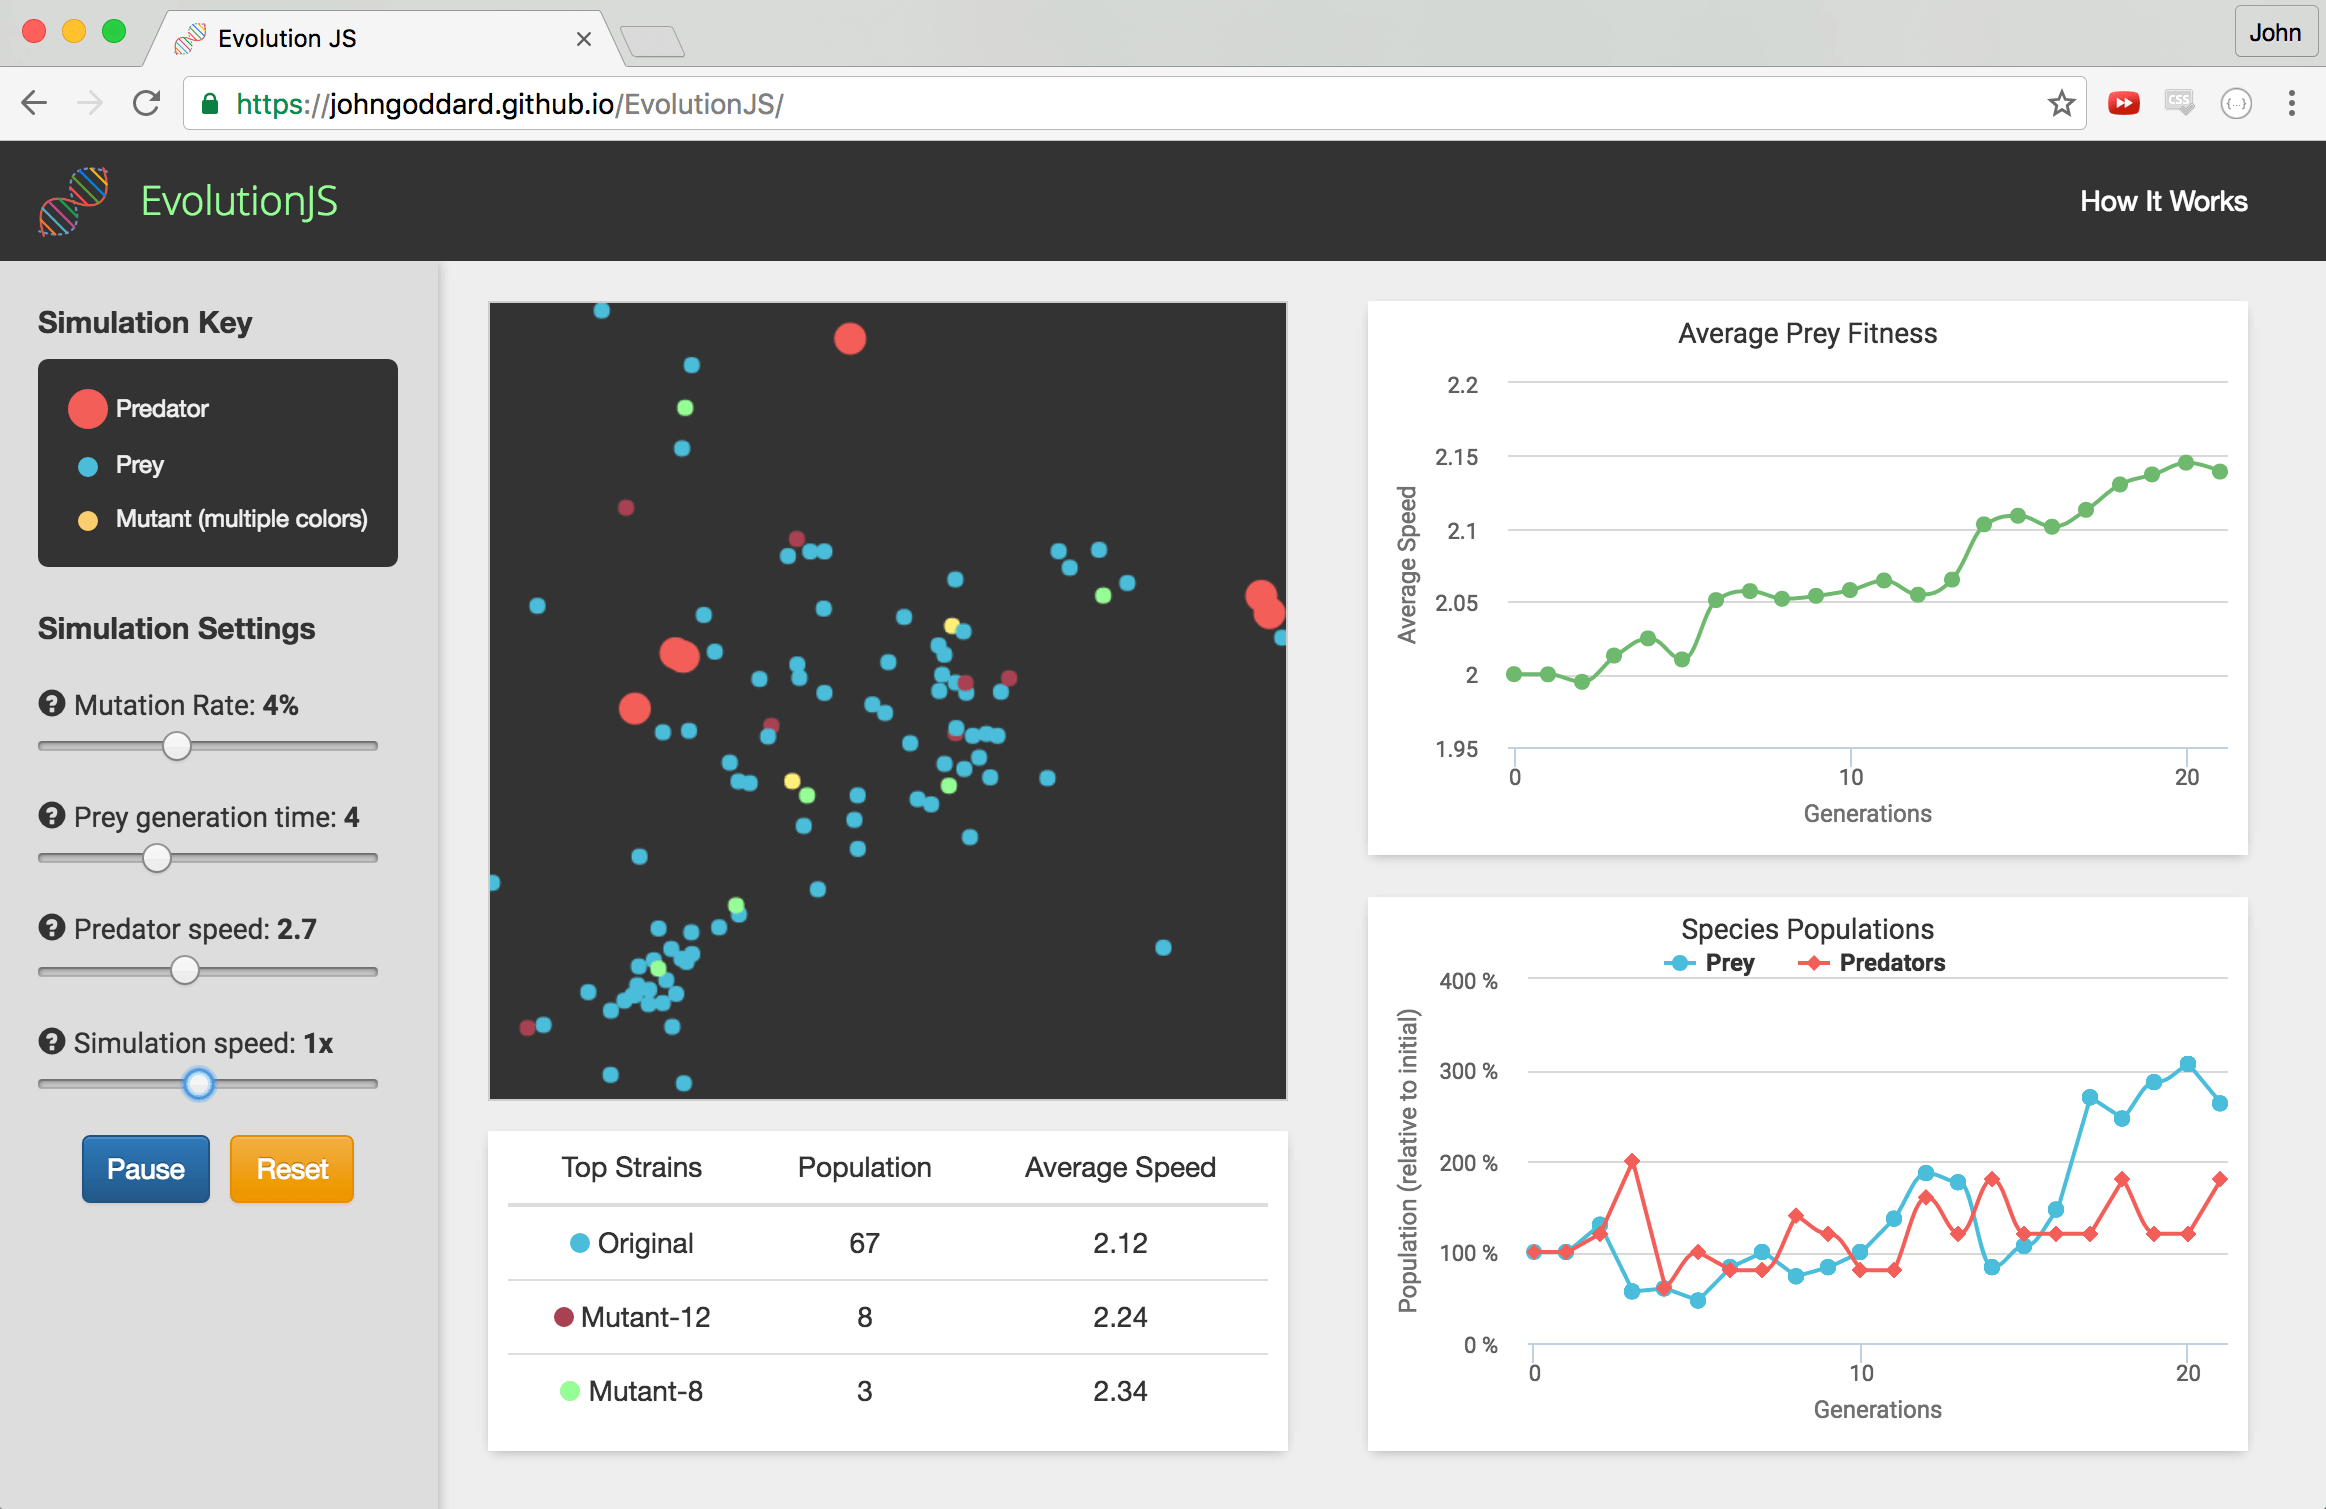 Evolution JS
John
https://johngoddard.github.io/EvolutionJS/
CSS
{...}
EvolutionJS
How It Works
Simulation Key
Predator
Prey
Mutant (multiple colors)
Simulation Settings
Mutation Rate: 4%
Prey generation time: 4
Predator speed: 2.7
Simulation speed: 1x
Pause
Reset
Top Strains Population Average Speed
Original 67 2.12
Mutant-12 8 2.24
Mutant-8 3 2.34
Average Prey Fitness
Average Speed
2.2
2.15
2.1
2.05
2
1.95
0 10 20
Generations
Species Populations
Prey Predators
Population (relative to initial)
400 %
300 %
200 %
100 %
0 %
0 10 20
Generations